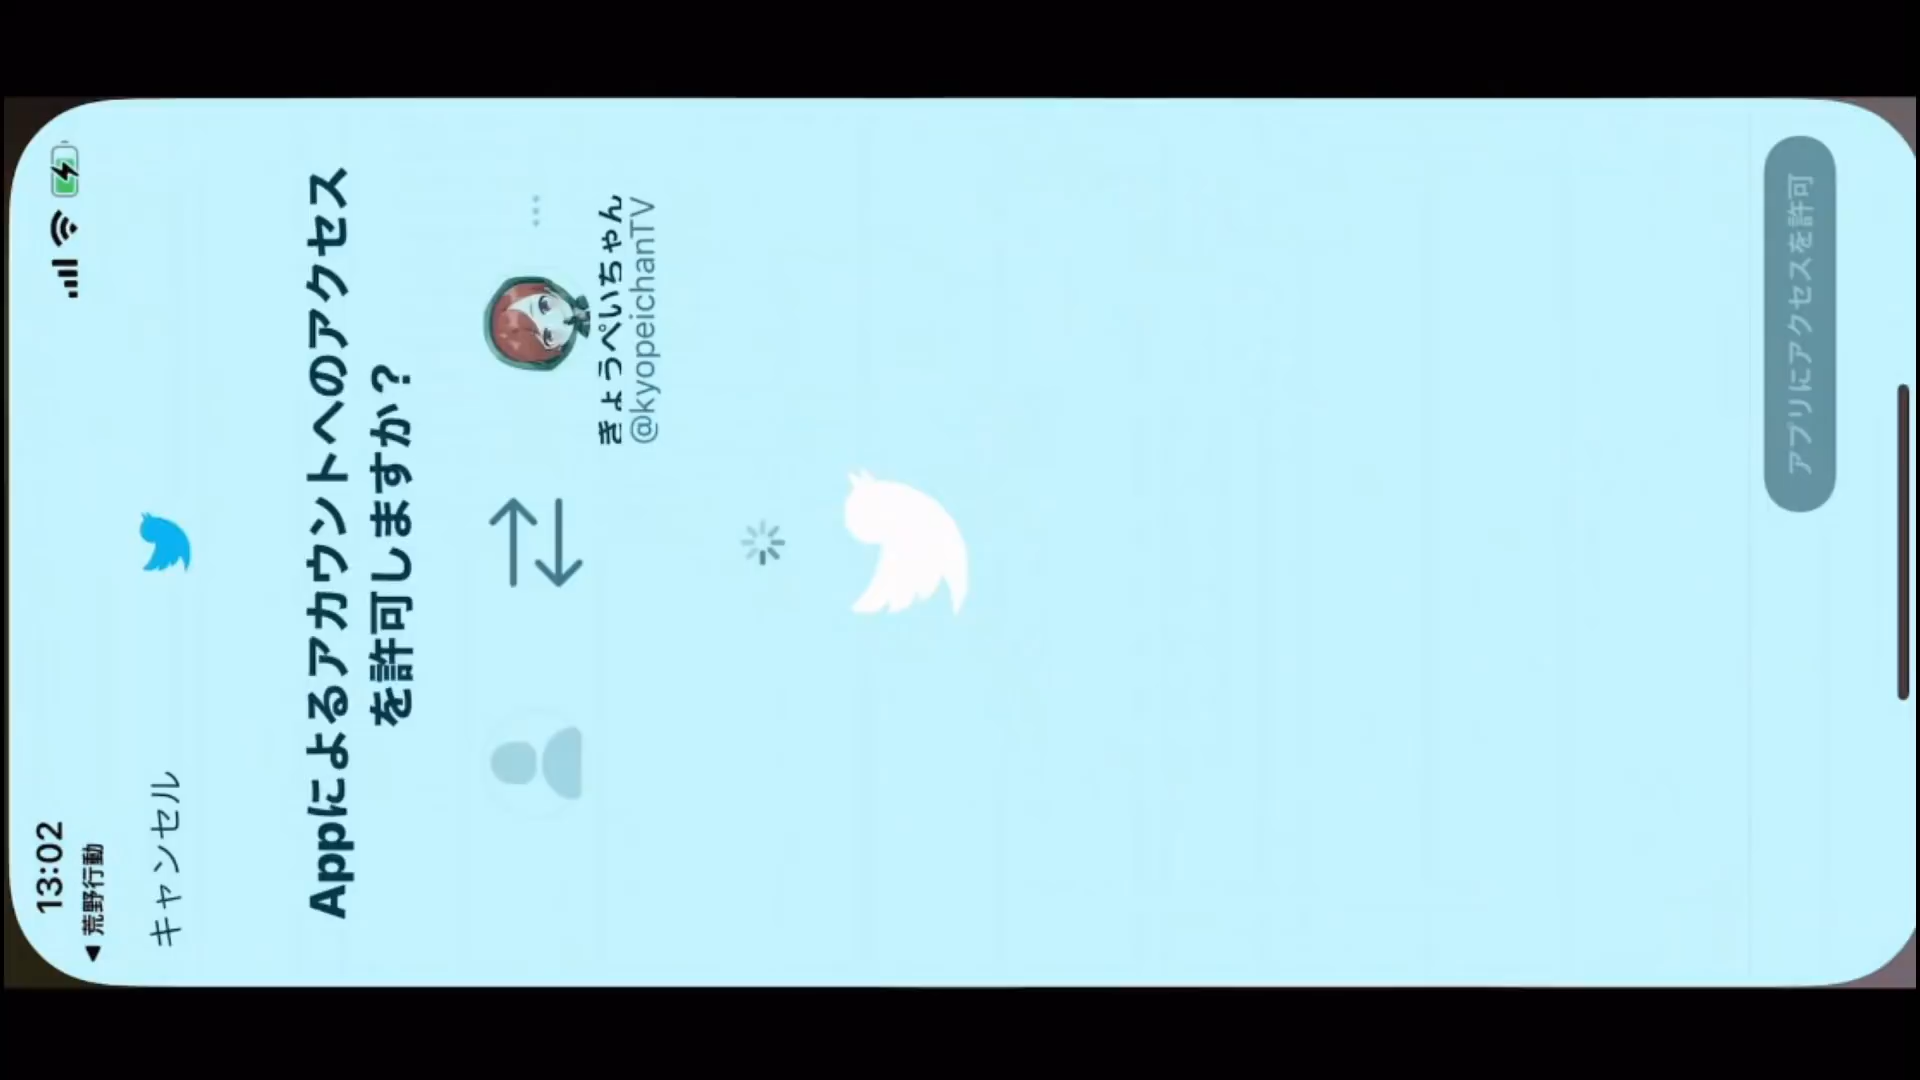 13:02
◀ 荒野行動
キャンセル
Appによるアカウントへのアクセス
を許可しますか？
きょうぺいちゃん
@kyopeichanTV
アプリにアクセスを許可